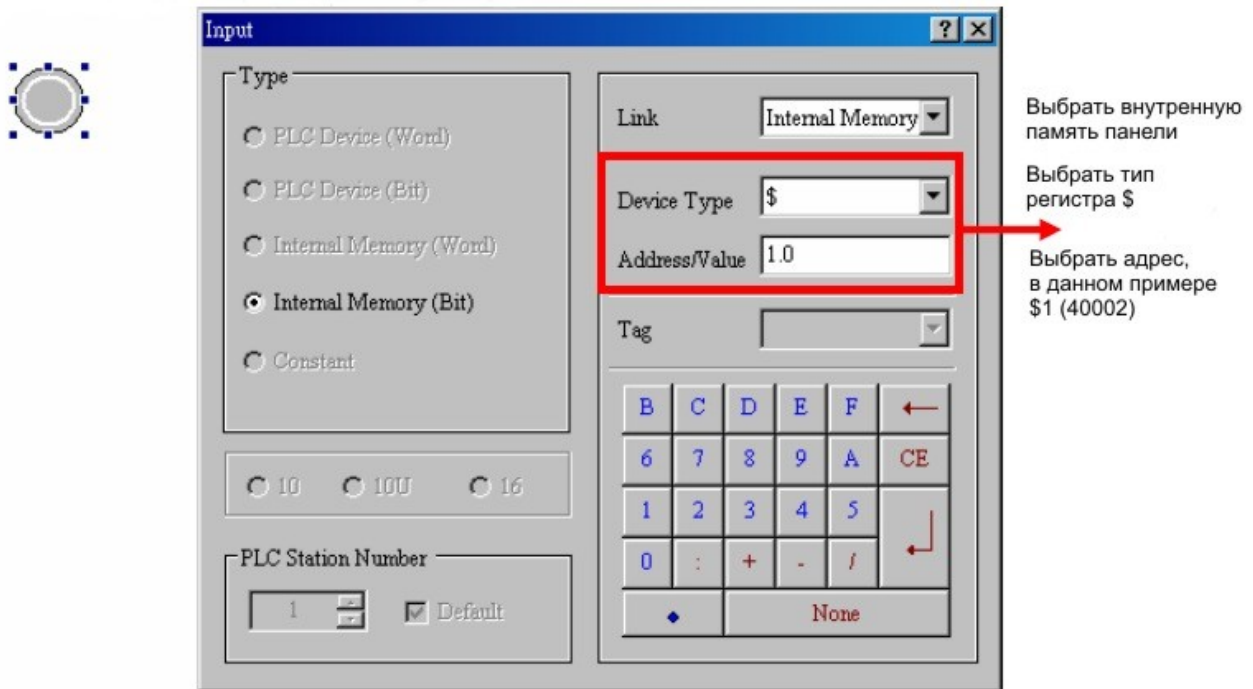 Input
Type
PLC Device (Word)
PLC Device (Bit)
Internal Memory (Word)
Internal Memory (Bit)
Constant
10 10U 16
PLC Station Number
1 Default
Link Internal Memory
Device Type $
Address/Value 1.0
Tag
B C D E F
6 7 8 9 A CE
1 2 3 4 5
0 : + - /
None
Выбрать внутренную
память панели
Выбрать тип
регистра $
Выбрать адрес,
в данном примере
$1 (40002)